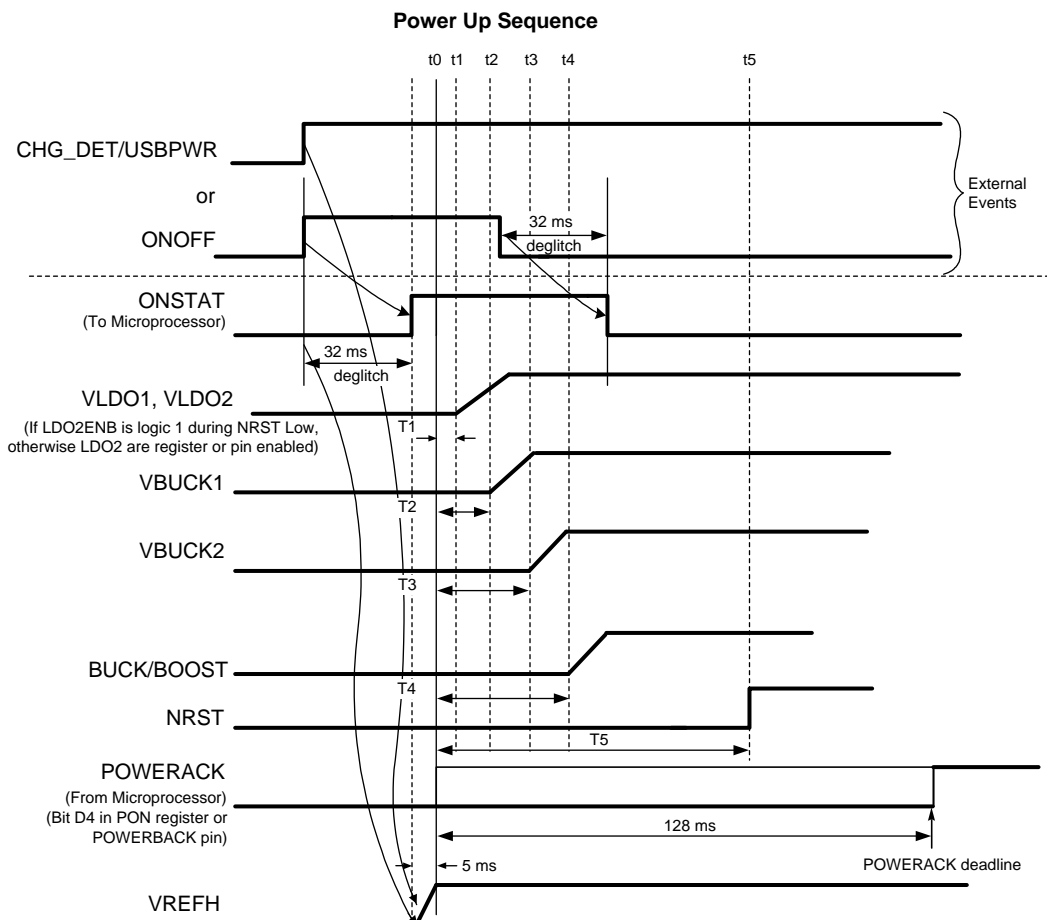 Power Up Sequence
t0 t1 t2 t3 t4 t5
CHG_DET/USBPWR
or
ONOFF
External
Events
32 ms
deglitch
ONSTAT
(To Microprocessor)
32 ms
deglitch
VLDO1, VLDO2
(If LDO2ENB is logic 1 during NRST Low,
otherwise LDO2 are register or pin enabled)
T1
VBUCK1
T2
VBUCK2
T3
BUCK/BOOST
T4
NRST
T5
POWERACK
(From Microprocessor)
(Bit D4 in PON register or
POWERBACK pin)
128 ms
POWERACK deadline
5 ms
VREFH